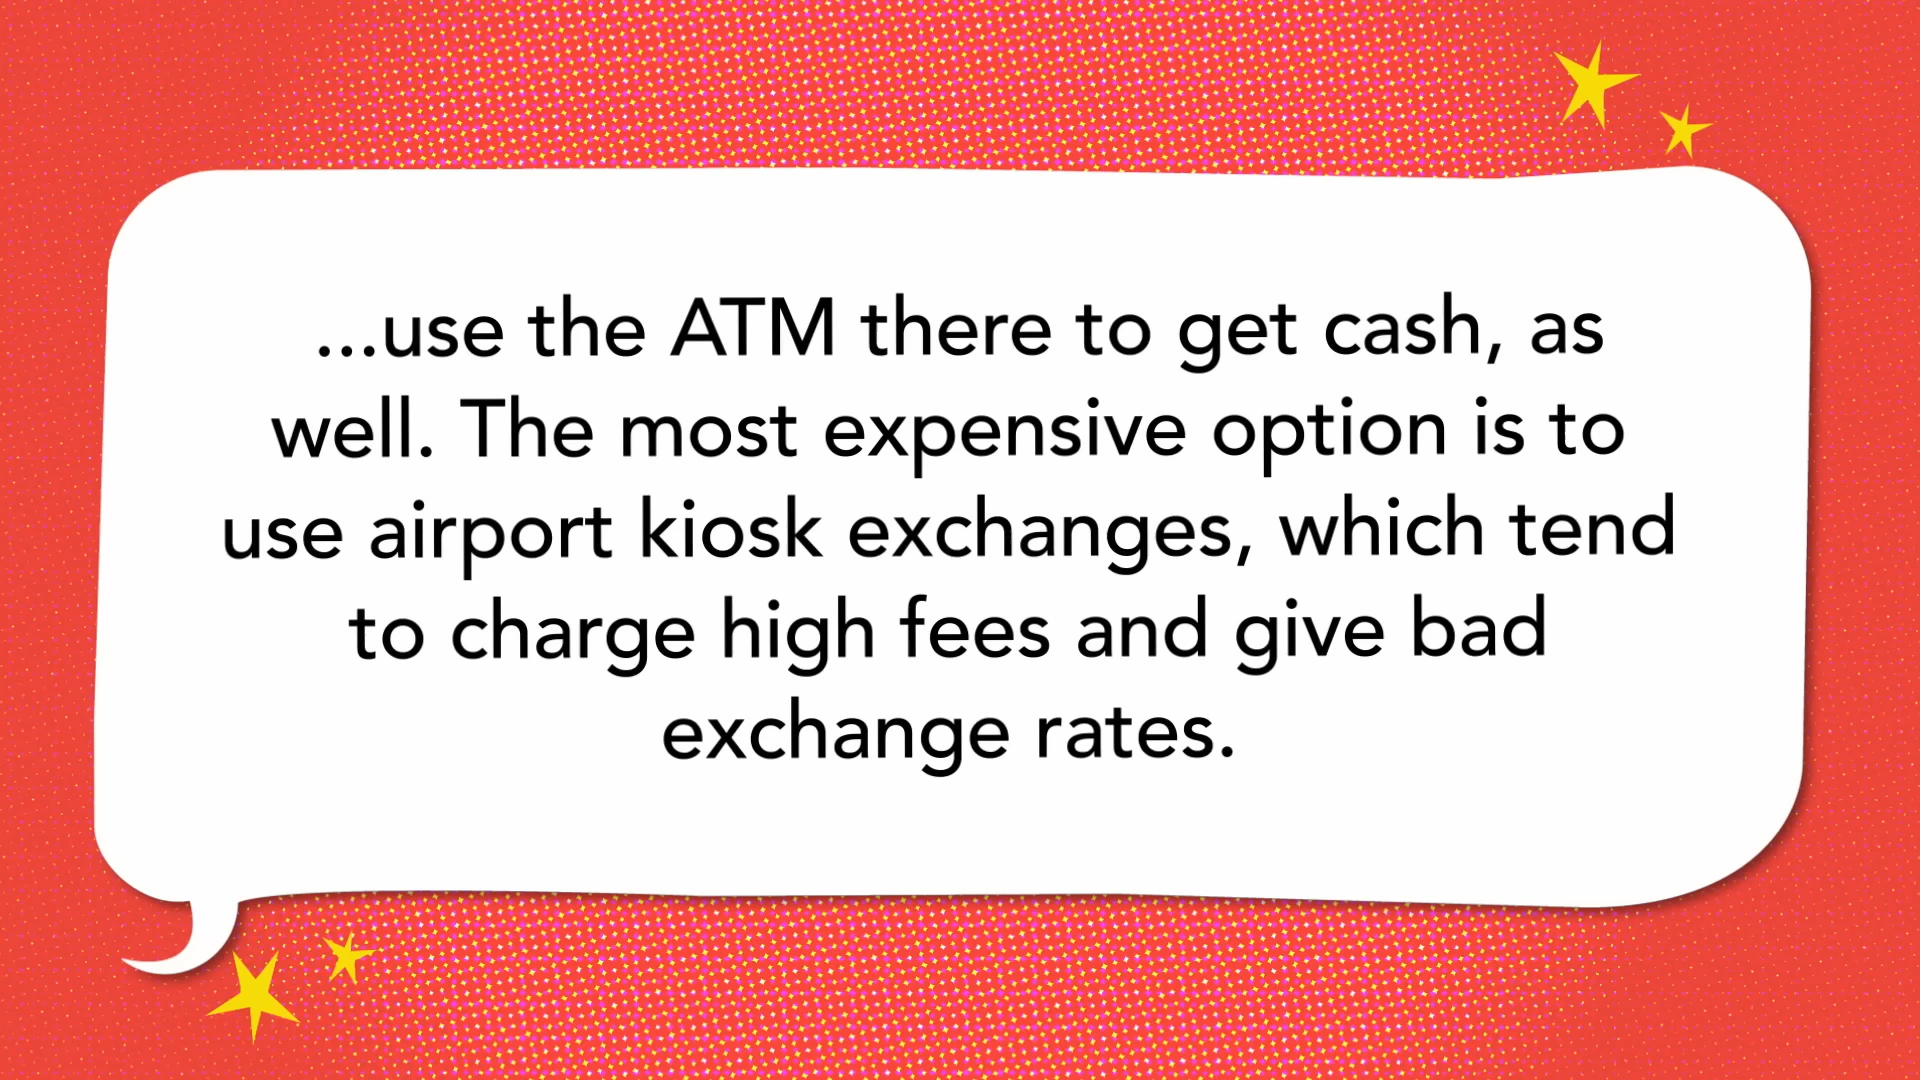 ...use the ATM there to get cash, as
well. The most expensive option is to
use airport kiosk exchanges, which tend
to charge high fees and give bad
exchange rates.